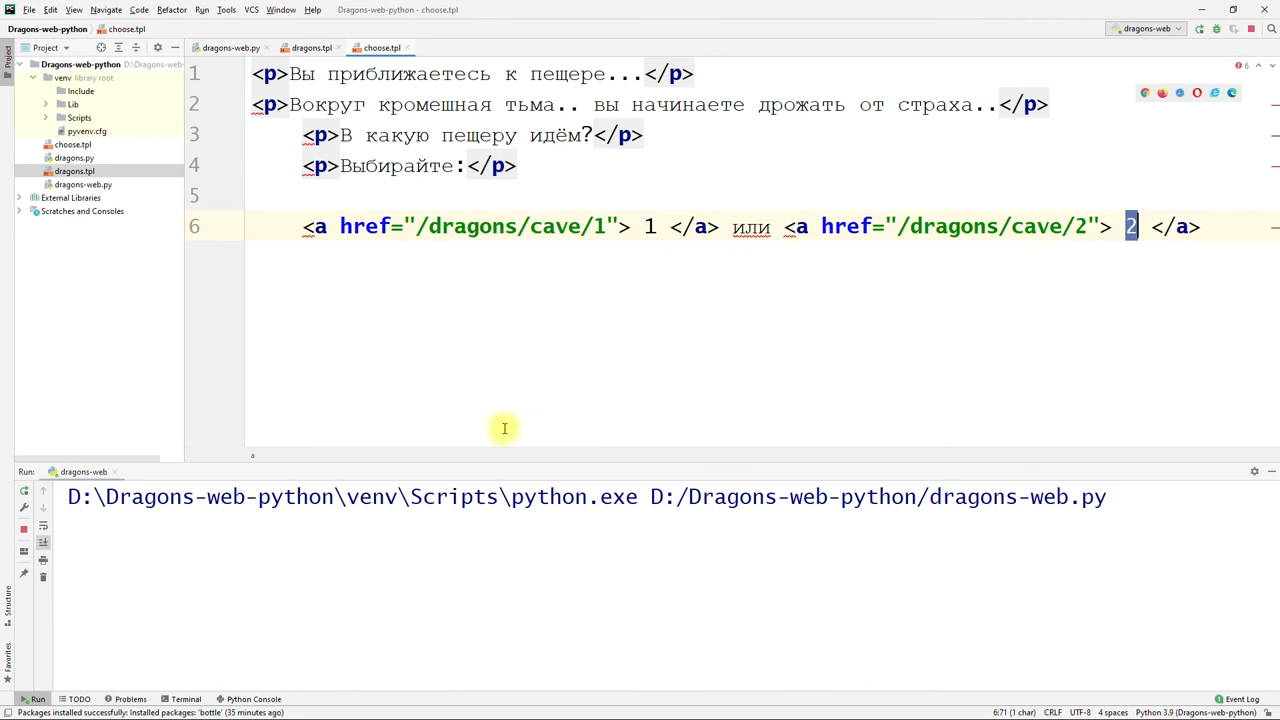 File Edit View Navigate Code Refactor Run Tools VCS Window Help Dragons-web-python - choose.tpl
Dragons-web-python choose.tpl dragons-web
Project dragons-web.py dragons.tpl choose.tpl
Dragons-web-python D:\Dragons-web-
venv library root
Include
Lib
Scripts
pyvenv.cfg
choose.tpl
dragons.py
dragons.tpl
dragons-web.py
External Libraries
Scratches and Consoles
Project
6
1 <p>Вы приближаетесь к пещере...</p>
2 <p>Вокруг кромешная тьма.. вы начинаете дрожать от страха..</p>
3 <p>В какую пещеру идём?</p>
4 <p>Выбирайте:</p>
5
6 <a href="/dragons/cave/1"> 1 </a> или <a href="/dragons/cave/2"> 2 </a>
a
Run: dragons-web
D:\Dragons-web-python\venv\Scripts\python.exe D:/Dragons-web-python/dragons-web.py
Structure
Favorites
Run TODO Problems Terminal Python Console 1 Event Log
Packages installed successfully: Installed packages: 'bottle' (35 minutes ago) 6:71 (1 char) CRLF UTF-8 4 spaces Python 3.9 (Dragons-web-python)